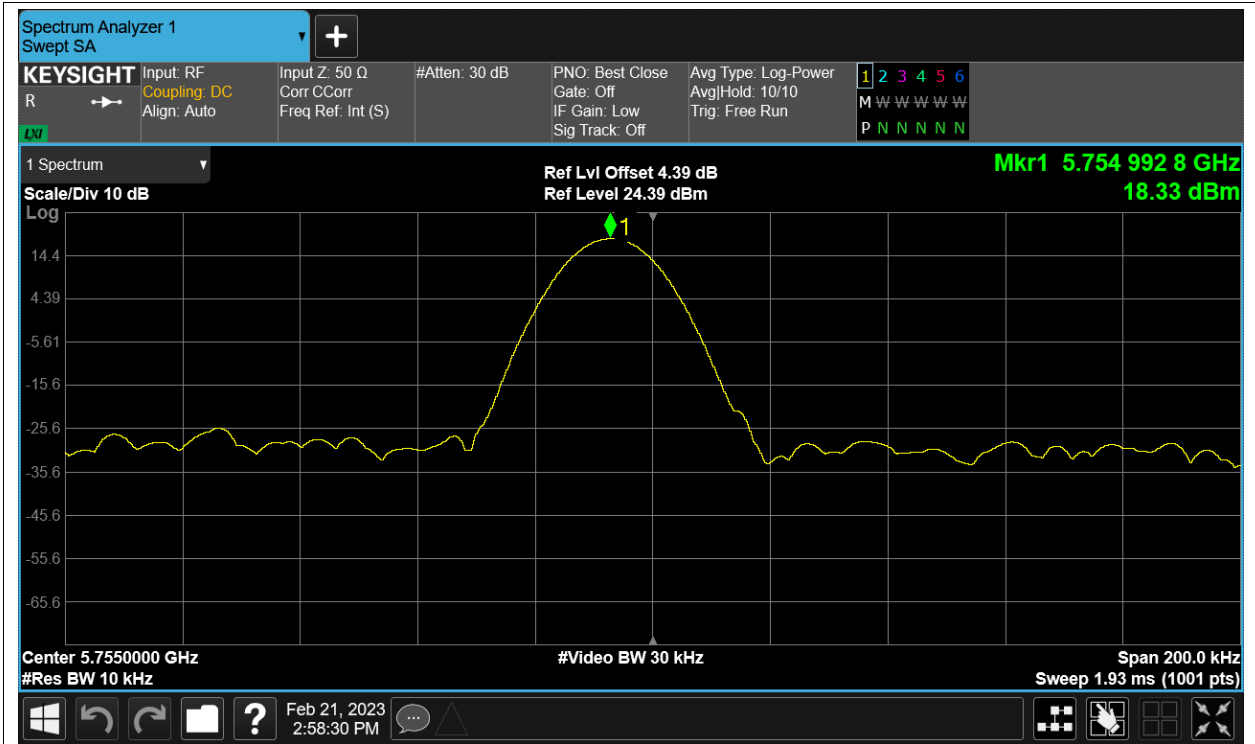 Spectrum Analyzer 1
Swept SA
KEYSIGHT
R
LXI
Input: RF
Coupling: DC
Align: Auto
Input Z: 50 Ω
Corr CCorr
Freq Ref: Int (S)
#Atten: 30 dB
PNO: Best Close
Gate: Off
IF Gain: Low
Sig Track: Off
Avg Type: Log-Power
Avg|Hold: 10/10
Trig: Free Run
1 2 3 4 5 6
M W W W W W W
P N N N N N N
1 Spectrum
Scale/Div 10 dB
Log
Ref Lvl Offset 4.39 dB
Ref Level 24.39 dBm
Mkr1 5.754 992 8 GHz
18.33 dBm
1
14.4
4.39
-5.61
-15.6
-25.6
-35.6
-45.6
-55.6
-65.6
Center 5.7550000 GHz
#Res BW 10 kHz
#Video BW 30 kHz
Span 200.0 kHz
Sweep 1.93 ms (1001 pts)
?
Feb 21, 2023
2:58:30 PM